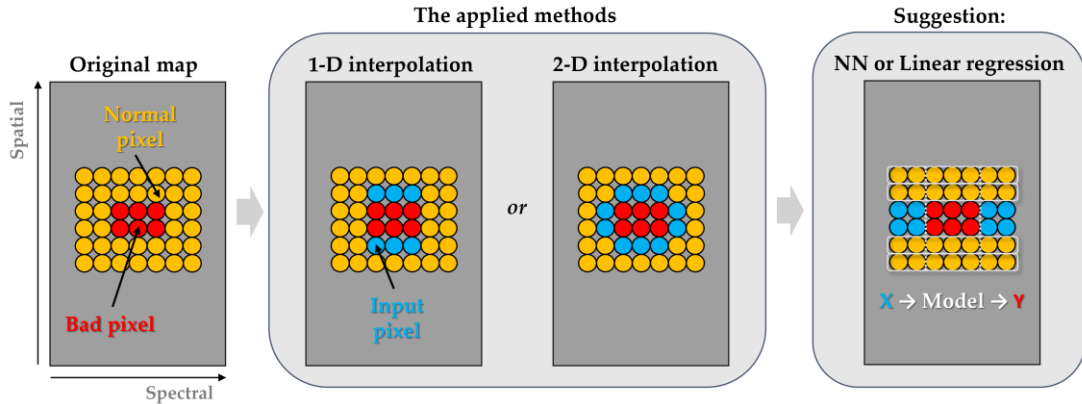 The applied methods
Suggestion:
Original map
1-D interpolation
2-D interpolation
NN or Linear regression
Spatial
Normal
pixel
or
Bad pixel
Input
pixel
X → Model → Y
Spectral